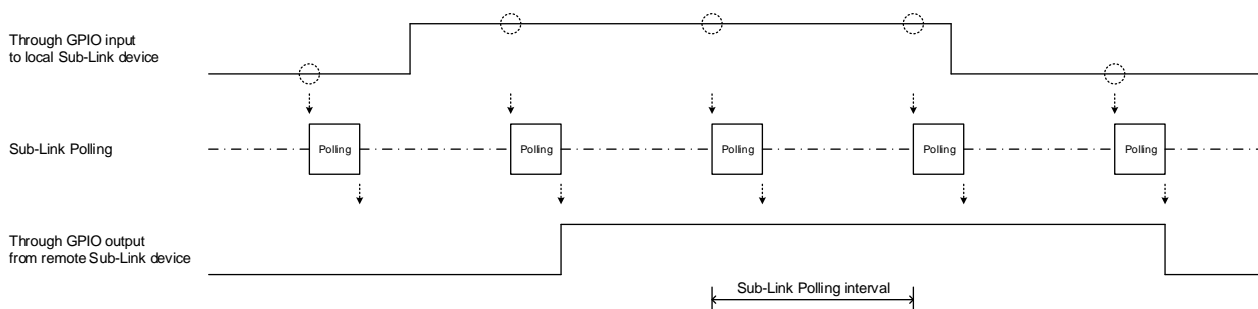 Through GPIO input
to local Sub-Link device
Sub-Link Polling
Polling
Polling
Polling
Polling
Polling
Through GPIO output
from remote Sub-Link device
Sub-Link Polling interval